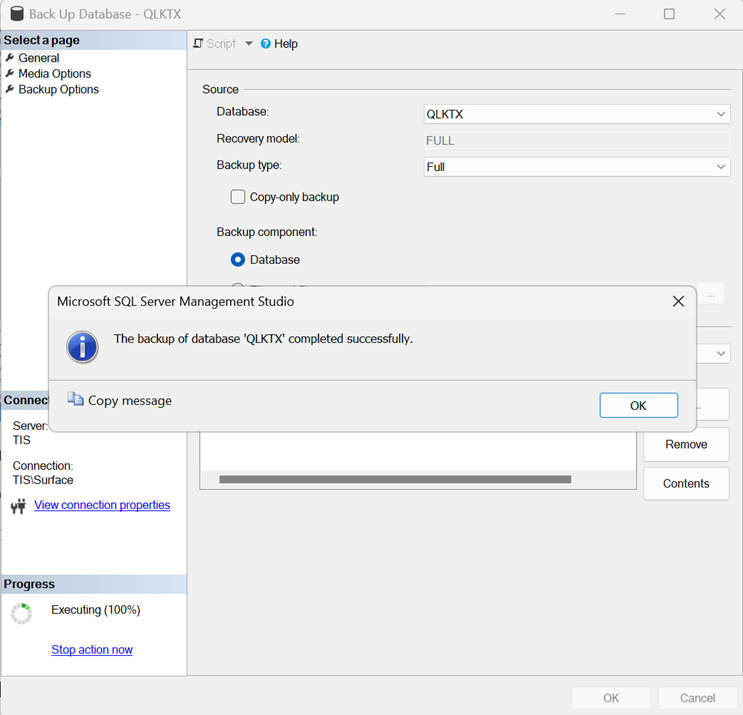 Back Up Database - QLKTX
Select a page
General
Media Options
Backup Options
Script
Help
Source
Database:
QLKTX
Recovery model:
FULL
Backup type:
Full
Copy-only backup
Backup component:
Database
...
Microsoft SQL Server Management Studio
The backup of database 'QLKTX' completed successfully.
Copy message
OK
Connec
Server:
TIS
Connection:
TIS\Surface
View connection properties
Remove
Contents
Progress
Executing (100%)
Stop action now
OK
Cancel